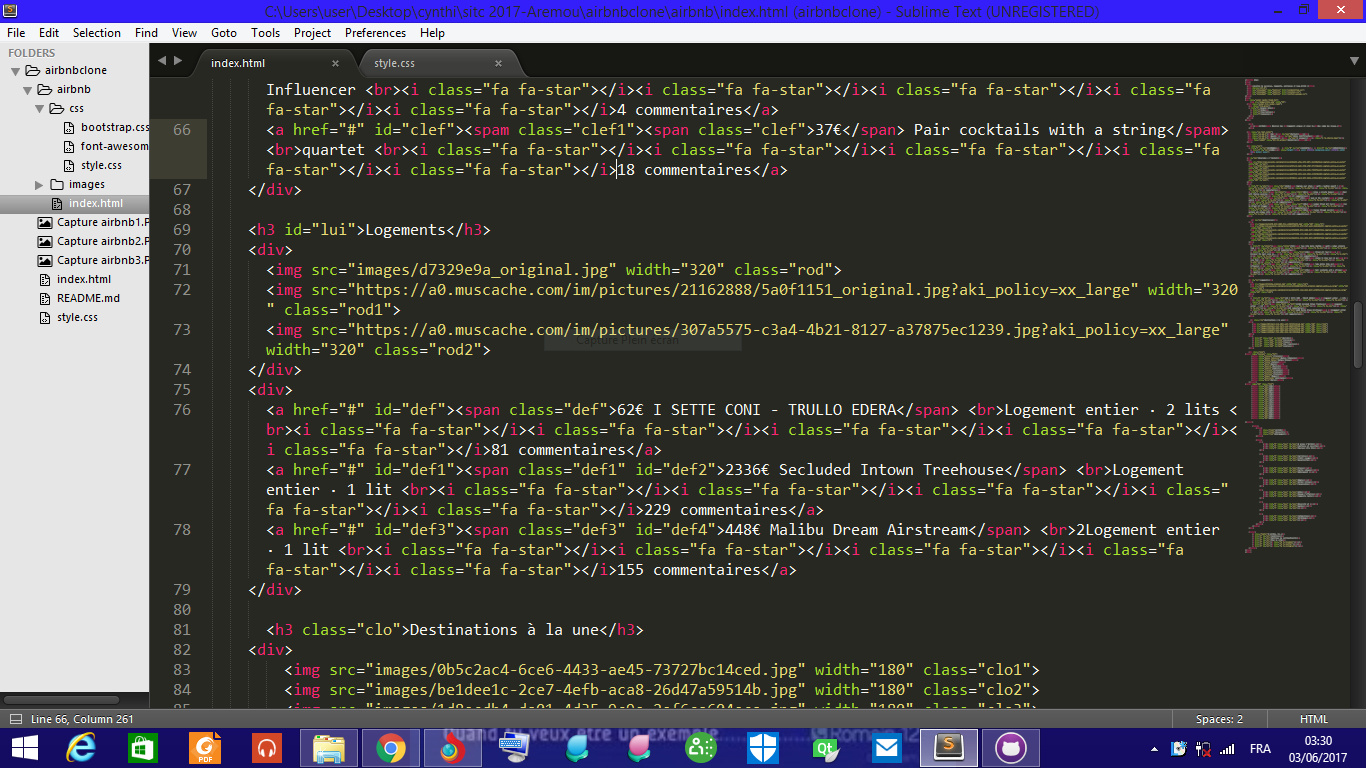 C:\Users\user\Desktop\cynthi\sitc 2017-Aremou\airbnbclone\airbnb\index.html (airbnbclone) - Sublime Text (UNREGISTERED)
File Edit Selection Find View Goto Tools Project Preferences Help
FOLDERS
airbnbclone
airbnb
css
bootstrap.css
font-awesom
style.css
images
index.html
Capture airbnb1.P
Capture airbnb2.P
Capture airbnb3.P
index.html
README.md
style.css
index.html × style.css ×
Influencer <br><i class="fa fa-star"></i><i class="fa fa-star"></i><i class="fa fa-star"></i><i class="fa
fa-star"></i><i class="fa fa-star"></i>4 commentaires</a>
66 <a href="#" id="clef"><spam class="clef1"><span class="clef">37€</span> Pair cocktails with a string</spam>
<br>quartet <br><i class="fa fa-star"></i><i class="fa fa-star"></i><i class="fa fa-star"></i><i class="fa
fa-star"></i><i class="fa fa-star"></i>18 commentaires</a>
67 </div>
68
69 <h3 id="lui">Logements</h3>
70 <div>
71 <img src="images/d7329e9a_original.jpg" width="320" class="rod">
72 <img src="https://a0.muscache.com/im/pictures/21162888/5a0f1151_original.jpg?aki_policy=xx_large" width="320
" class="rod1">
73 <img src="https://a0.muscache.com/im/pictures/307a5575-c3a4-4b21-8127-a37875ec1239.jpg?aki_policy=xx_large"
Capture Plein écran
width="320" class="rod2">
74 </div>
75 <div>
76 <a href="#" id="def"><span class="def">62€ I SETTE CONI - TRULLO EDERA</span> <br>Logement entier · 2 lits <
br><i class="fa fa-star"></i><i class="fa fa-star"></i><i class="fa fa-star"></i><i class="fa fa-star"></i><
i class="fa fa-star"></i>81 commentaires</a>
77 <a href="#" id="def1"><span class="def1" id="def2">2336€ Secluded Intown Treehouse</span> <br>Logement
entier · 1 lit <br><i class="fa fa-star"></i><i class="fa fa-star"></i><i class="fa fa-star"></i><i class="
fa fa-star"></i><i class="fa fa-star"></i>229 commentaires</a>
78 <a href="#" id="def3"><span class="def3" id="def4">448€ Malibu Dream Airstream</span> <br>2Logement entier
· 1 lit <br><i class="fa fa-star"></i><i class="fa fa-star"></i><i class="fa fa-star"></i><i class="fa
fa-star"></i><i class="fa fa-star"></i>155 commentaires</a>
79 </div>
80
81 <h3 class="clo">Destinations à la une</h3>
82 <div>
83 <img src="images/0b5c2ac4-6ce6-4433-ae45-73727bc14ced.jpg" width="180" class="clo1">
84 <img src="images/be1dee1c-2ce7-4efb-aca8-26d47a59514b.jpg" width="180" class="clo2">
Line 66, Column 261 Spaces: 2 HTML
PDF
Qt
FRA
03:30
03/06/2017